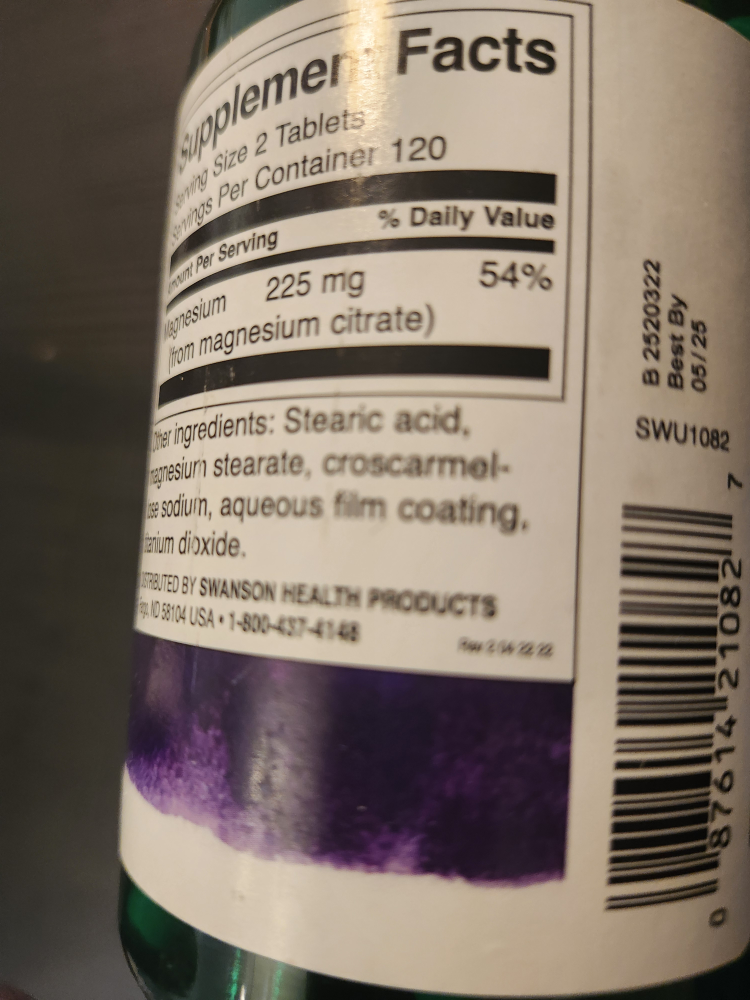 Supplement Facts
Serving Size 2 Tablets
Servings Per Container 120
% Daily Value
Amount Per Serving
Magnesium 225 mg 54%
(from magnesium citrate)
Other ingredients: Stearic acid,
magnesium stearate, croscarmel-
lose sodium, aqueous film coating,
titanium dioxide.
DISTRIBUTED BY SWANSON HEALTH PRODUCTS
Fargo, ND 58104 USA • 1-800-437-4148
B 2520322
Best By
05/25
SWU1082
0 87614 21082 7